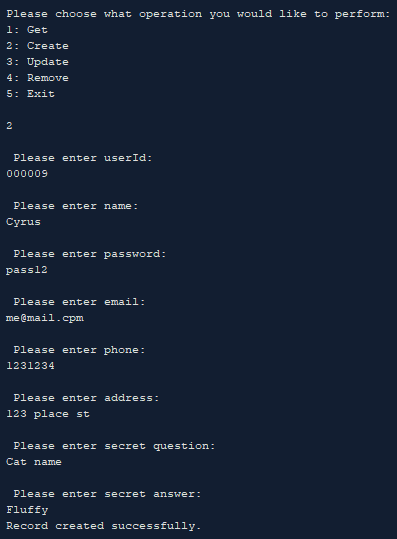 Please choose what operation you would like to perform:
1: Get
2: Create
3: Update
4: Remove
5: Exit
2
Please enter userId:
000009
Please enter name:
Cyrus
Please enter password:
pass12
Please enter email:
me@mail.cpm
Please enter phone:
1231234
Please enter address:
123 place st
Please enter secret question:
Cat name
Please enter secret answer:
Fluffy
Record created successfully.